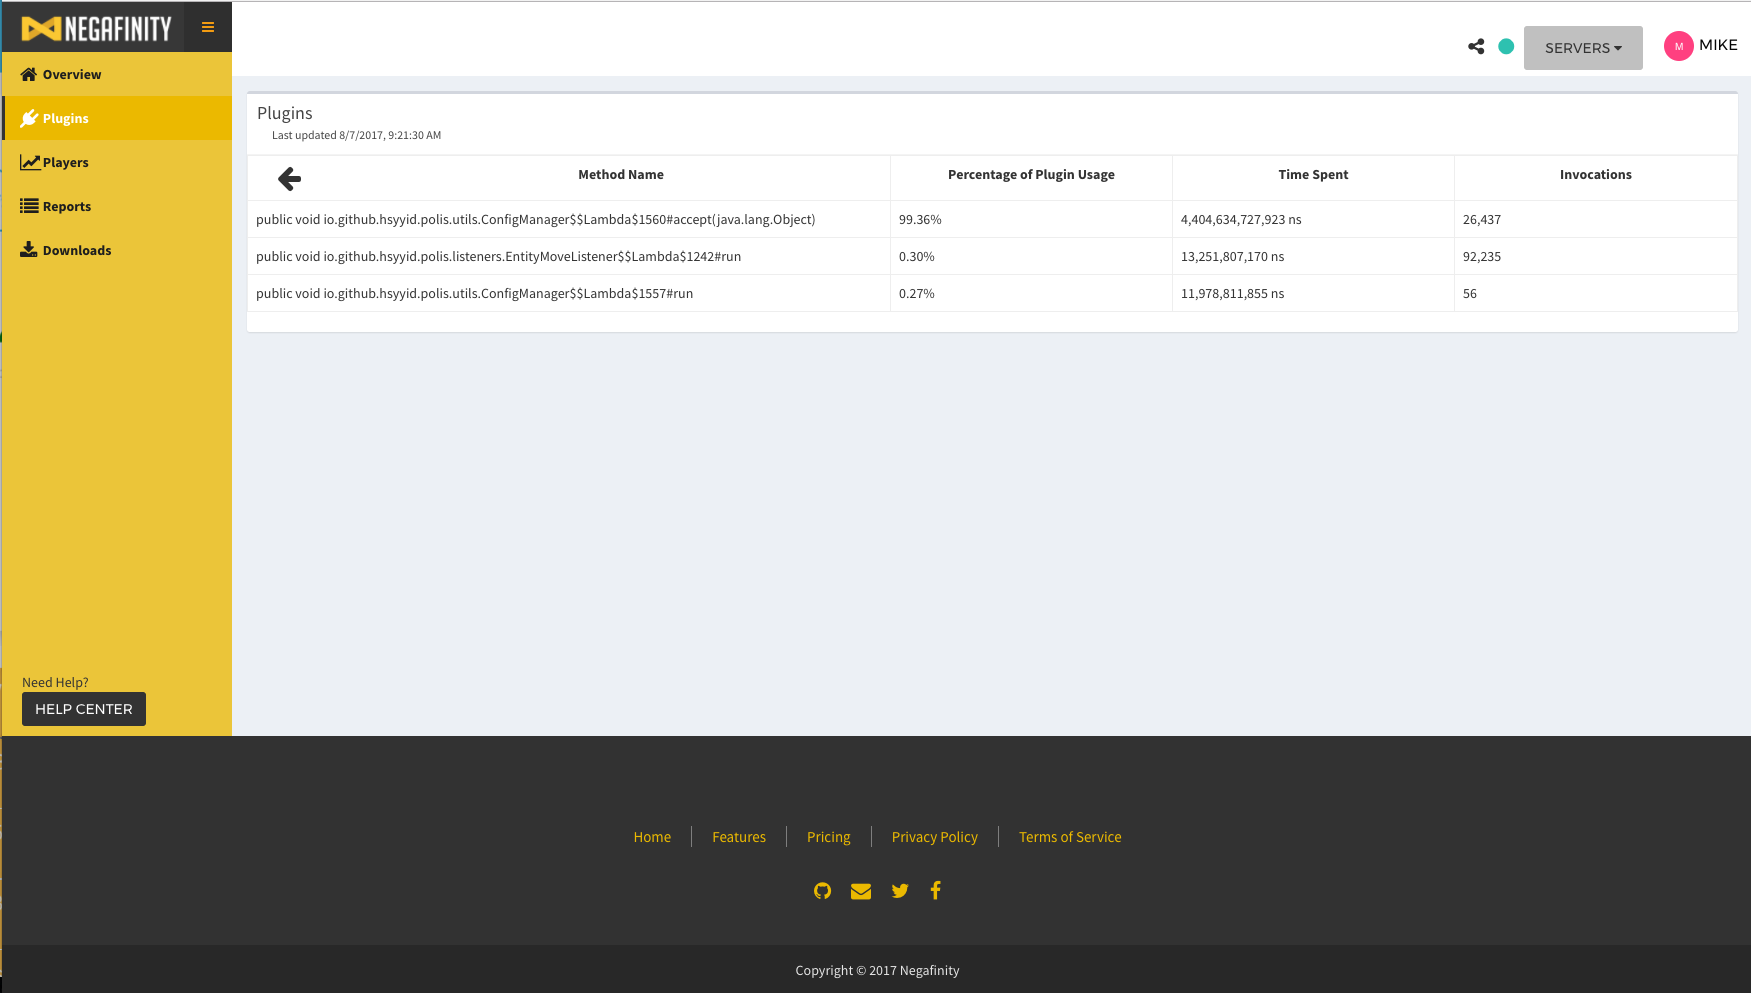 NEGAFINITY
SERVERS
M
MIKE
Overview
Plugins
Players
Reports
Downloads
Need Help?
HELP CENTER
Plugins
Last updated 8/7/2017, 9:21:30 AM
Method Name Percentage of Plugin Usage Time Spent Invocations
public void io.github.hsyyid.polis.utils.ConfigManager$$Lambda$1560#accept(java.lang.Object) 99.36% 4,404,634,727,923 ns 26,437
public void io.github.hsyyid.polis.listeners.EntityMoveListener$$Lambda$1242#run 0.30% 13,251,807,170 ns 92,235
public void io.github.hsyyid.polis.utils.ConfigManager$$Lambda$1557#run 0.27% 11,978,811,855 ns 56
Home Features Pricing Privacy Policy Terms of Service
Copyright © 2017 Negafinity